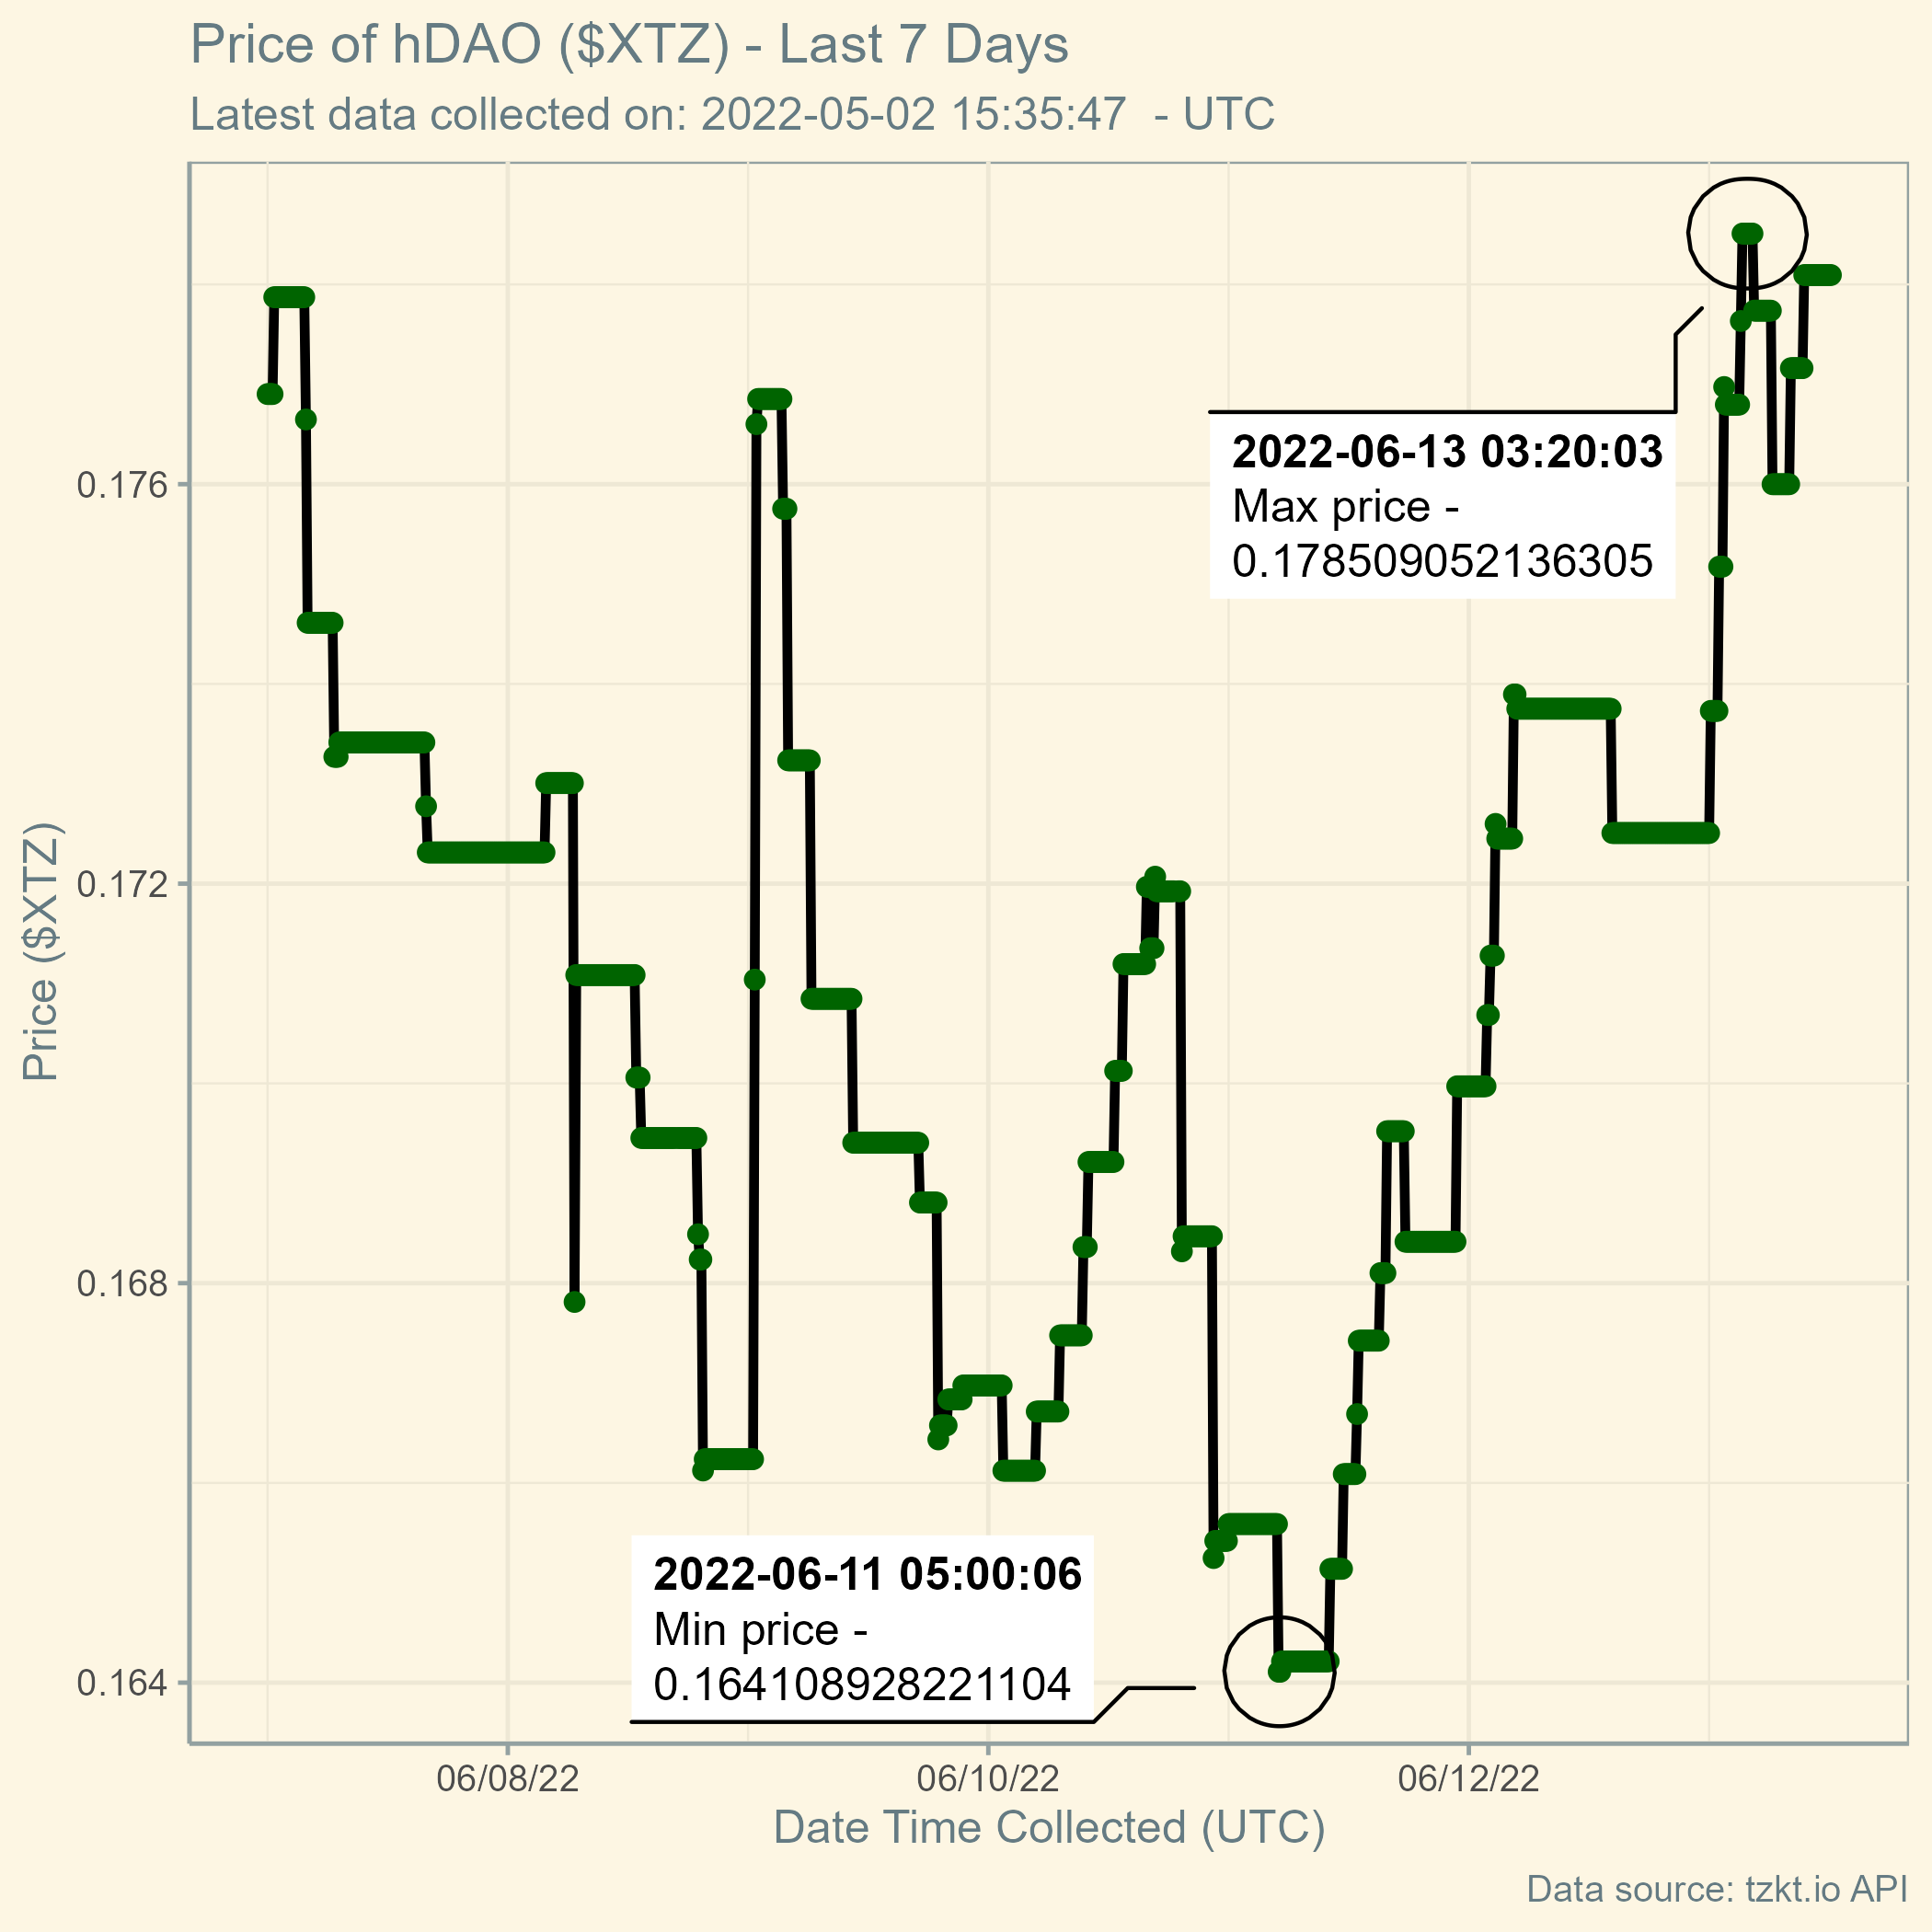 Price of hDAO ($XTZ) - Last 7 Days
Latest data collected on: 2022-05-02 15:35:47  - UTC
2022-06-13 03:20:03
Max price -
0.178509052136305
0.176
0.172
Price ($XTZ)
0.168
2022-06-11 05:00:06
Min price -
0.164108928221104
0.164
06/08/22
06/10/22
06/12/22
Date Time Collected (UTC)
Data source: tzkt.io API